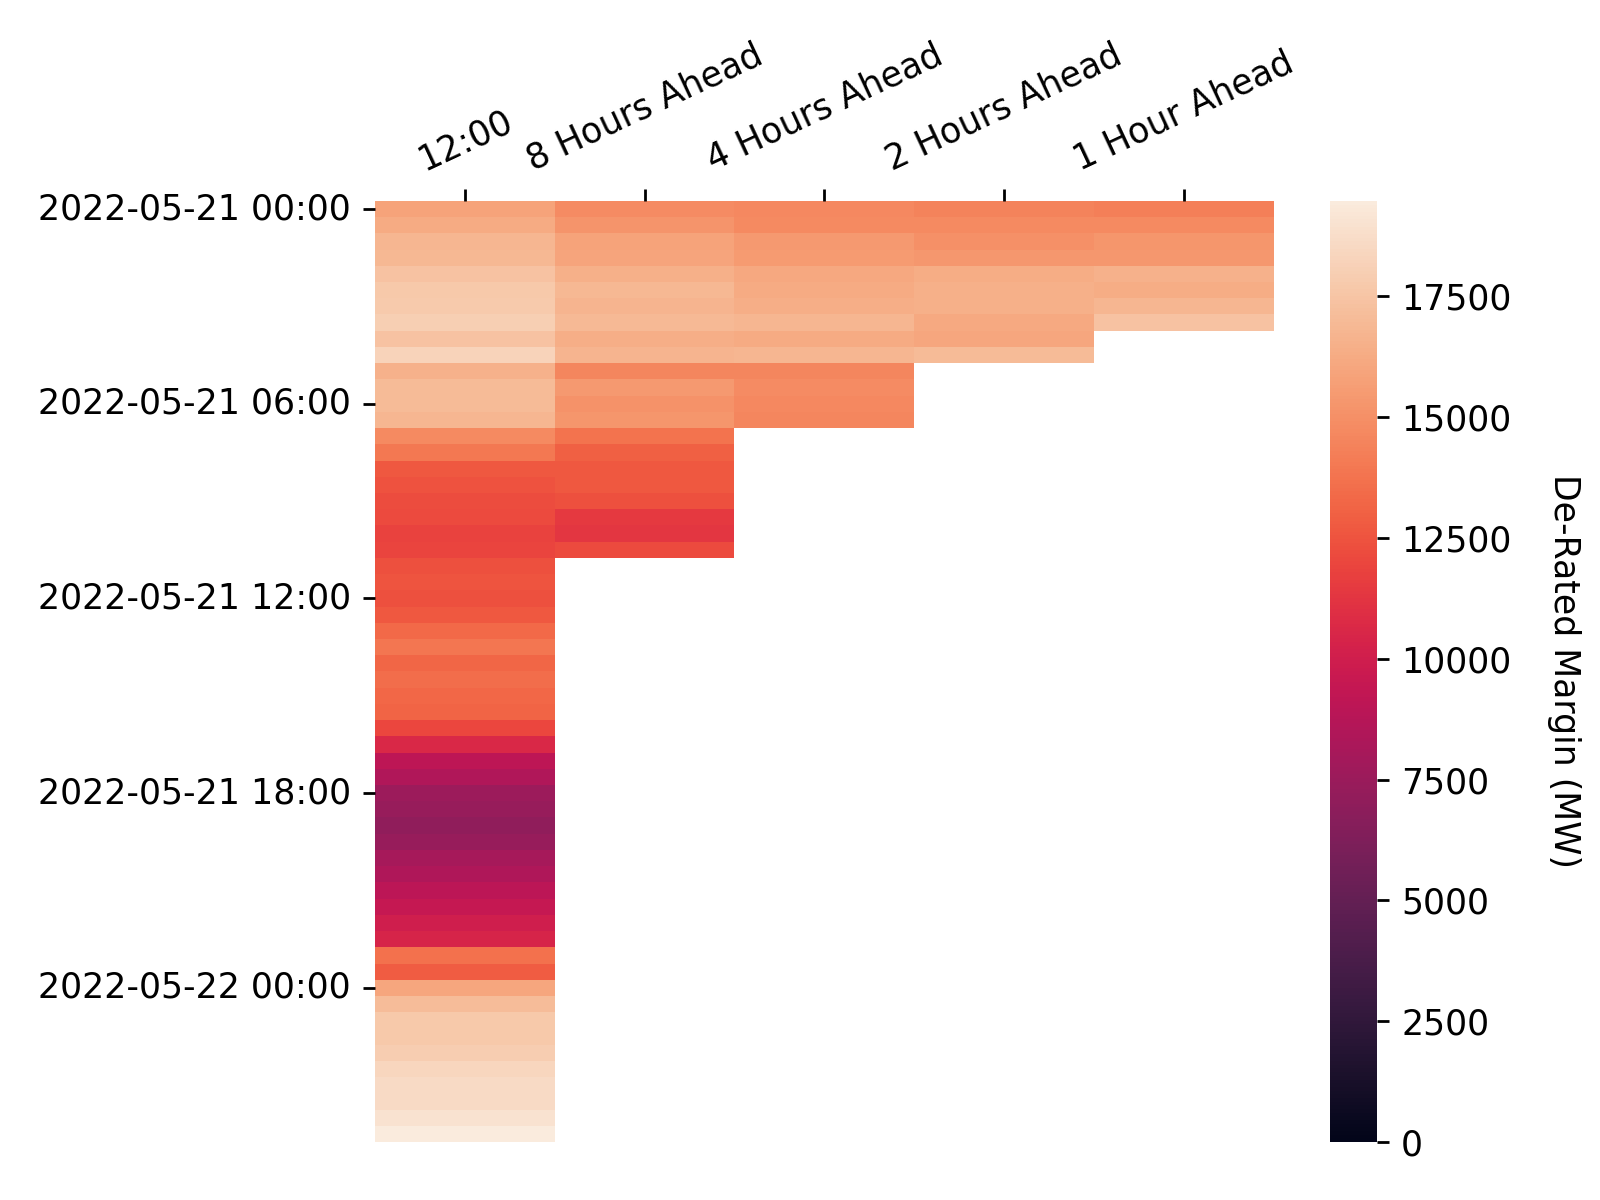 12:00
8 Hours Ahead
4 Hours Ahead
2 Hours Ahead
1 Hour Ahead
2022-05-21 00:00
2022-05-21 06:00
2022-05-21 12:00
2022-05-21 18:00
2022-05-22 00:00
17500
15000
12500
10000
7500
5000
2500
0
De-Rated Margin (MW)